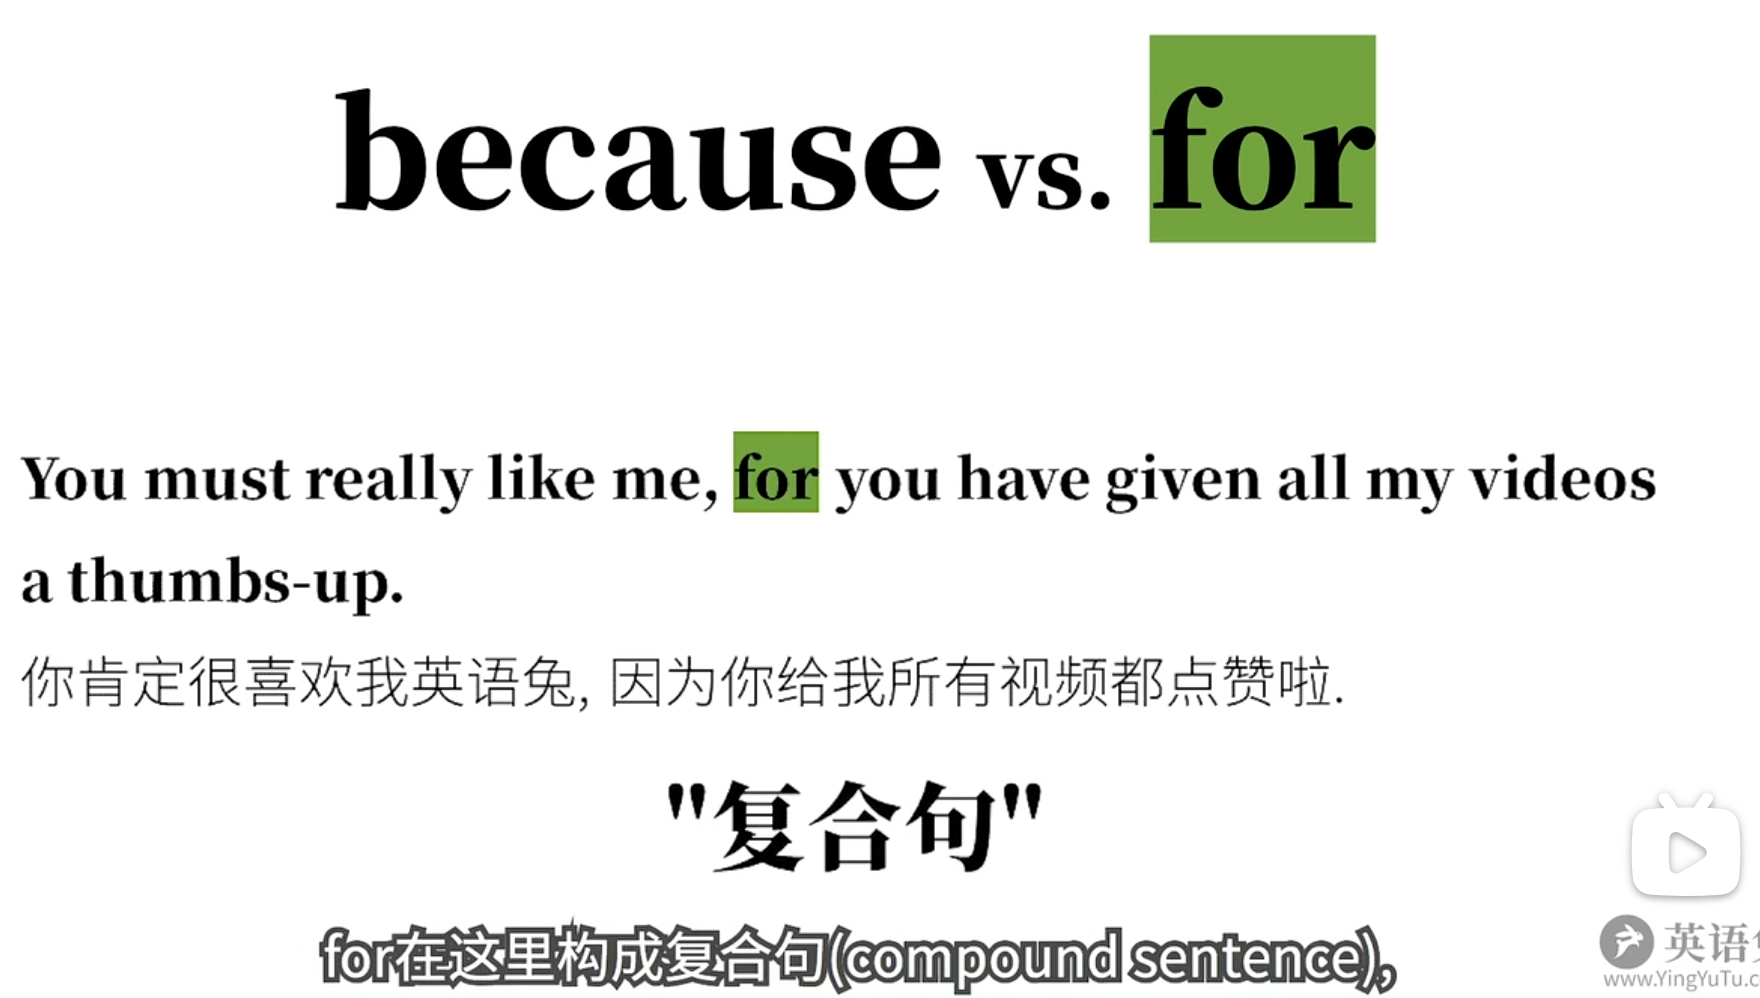 because vs. for
You must really like me, for you have given all my videos
a thumbs-up.
你肯定很喜欢我英语兔, 因为你给我所有视频都点赞啦.
"复合句"
for在这里构成复合句(compound sentence),
英语
www.YingYuTu.c